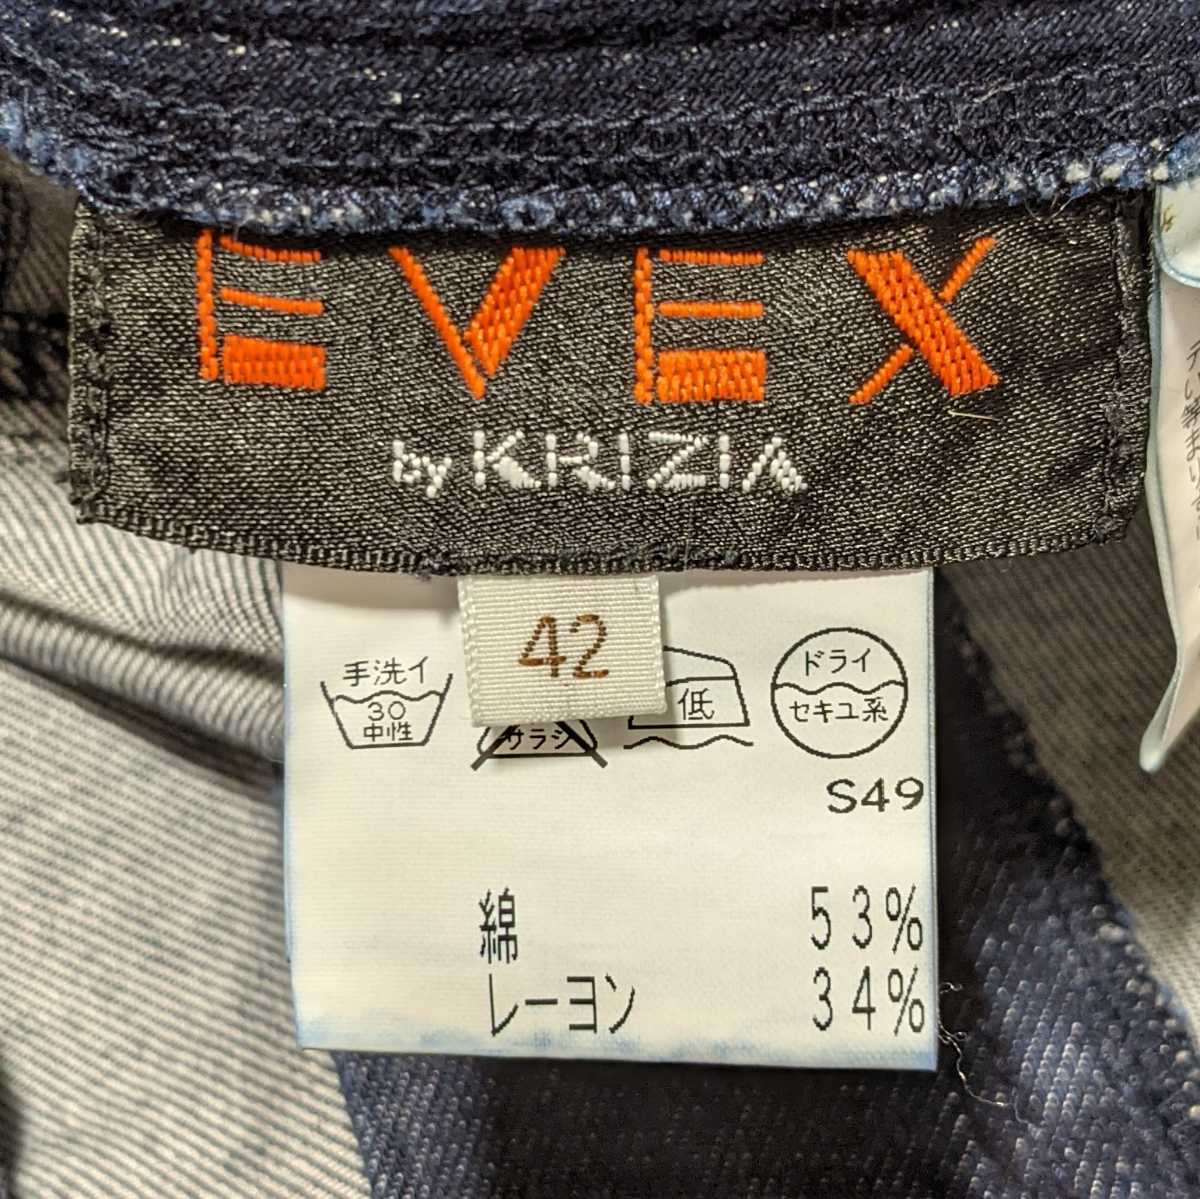 EVEX
by KRIZIA
42
手洗イ
30
中性
サラシ
低
ドライ
セキユ系
S49
綿 53%
レーヨン 34%